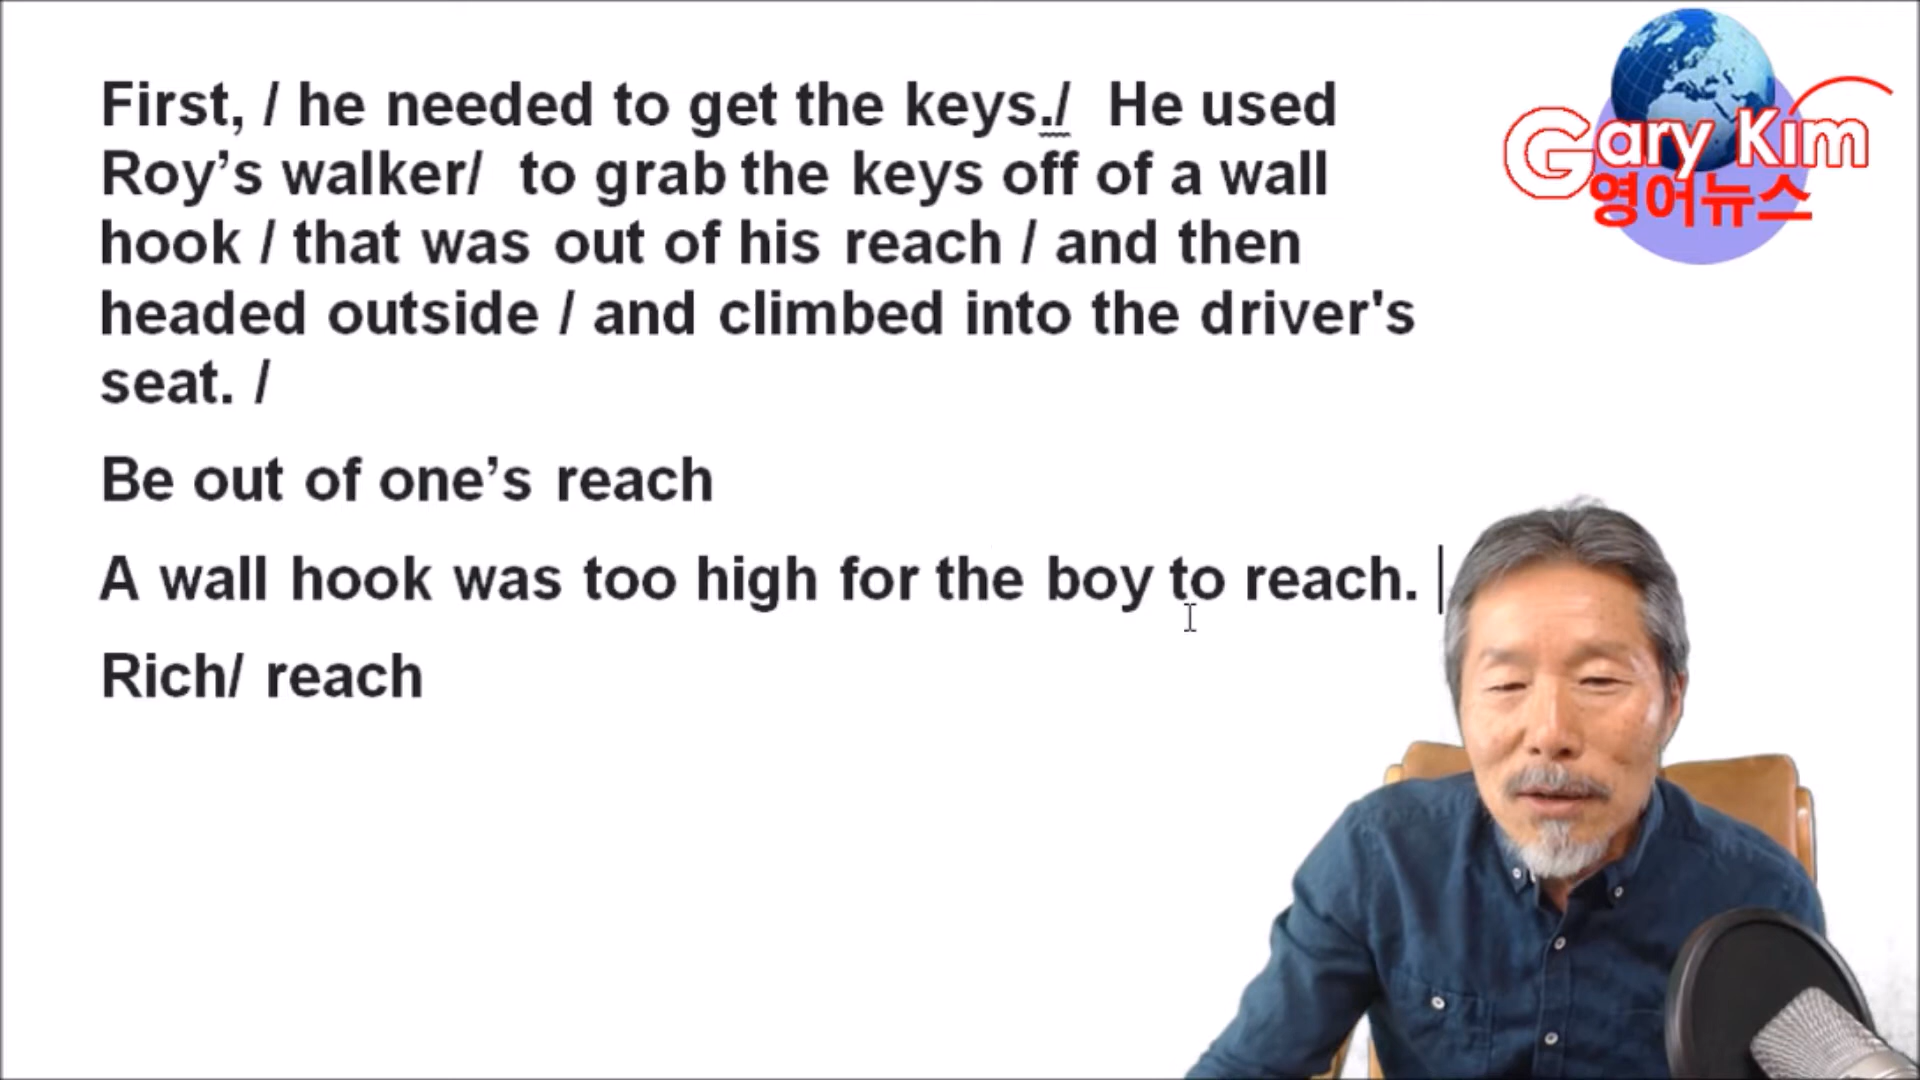 First, / he needed to get the keys./  He used
Roy’s walker/  to grab the keys off of a wall
hook / that was out of his reach / and then
headed outside / and climbed into the driver's
seat. /
Be out of one’s reach
A wall hook was too high for the boy to reach.
Rich/ reach
Gary Kim
영어뉴스